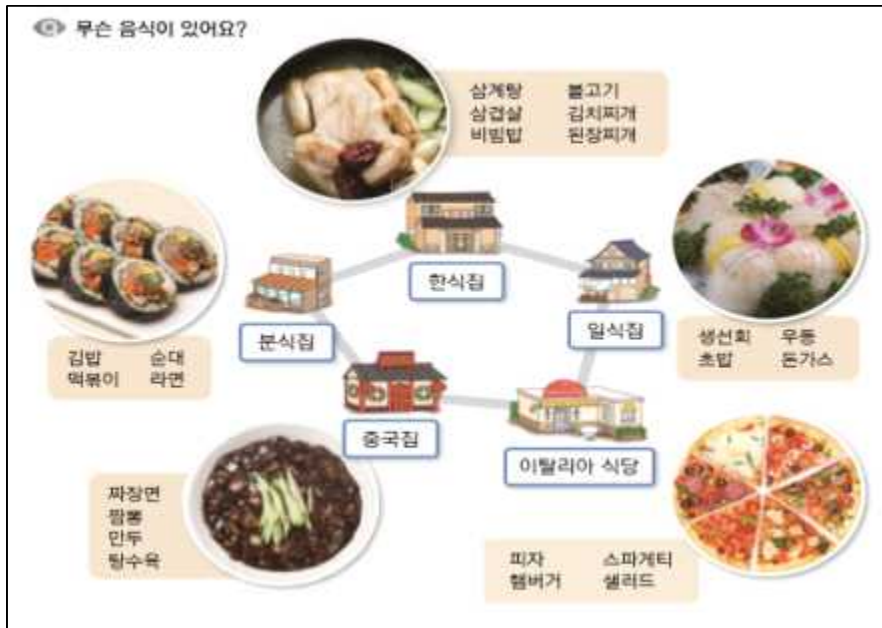 무슨 음식이 있어요?
삼계탕 불고기
삼겹살 김치찌개
비빔밥 된장찌개
한식집
분식집
일식집
김밥 순대
떡볶이 라면
생선회 우동
초밥 돈가스
중국집
이탈리아 식당
짜장면
짬뽕
만두
탕수육
피자 스파게티
햄버거 샐러드